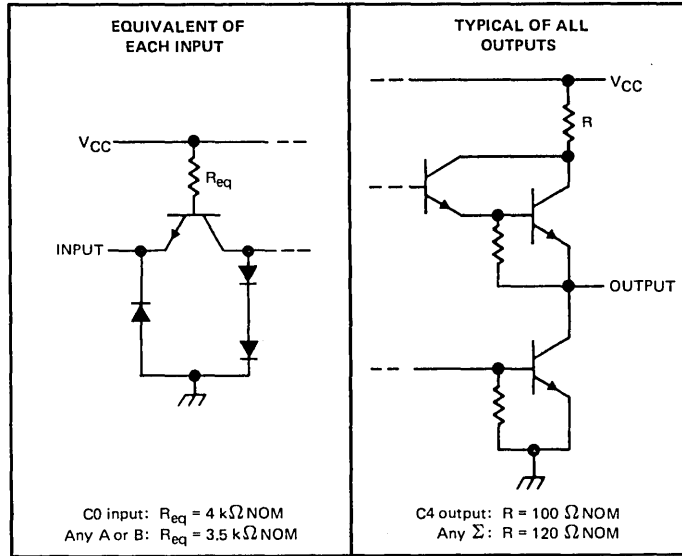 EQUIVALENT OF
EACH INPUT
VCC
Req
INPUT
C0 input: Req = 4 kΩ NOM
Any A or B: Req = 3.5 kΩ NOM
TYPICAL OF ALL
OUTPUTS
VCC
R
OUTPUT
C4 output: R = 100 Ω NOM
Any Σ: R = 120 Ω NOM